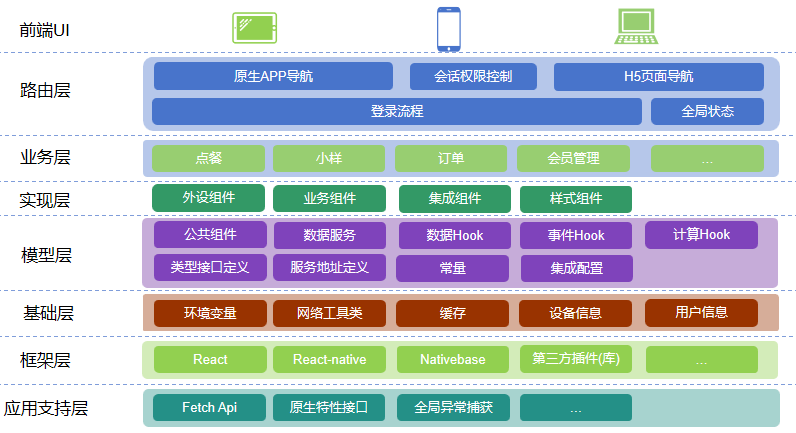 前端UI
路由层
原生APP导航
会话权限控制
H5页面导航
登录流程
全局状态
业务层
点餐
小样
订单
会员管理
...
实现层
外设组件
业务组件
集成组件
样式组件
模型层
公共组件
数据服务
数据Hook
事件Hook
计算Hook
类型接口定义
服务地址定义
常量
集成配置
基础层
环境变量
网络工具类
缓存
设备信息
用户信息
框架层
React
React-native
Nativebase
第三方插件(库)
...
应用支持层
Fetch Api
原生特性接口
全局异常捕获
...